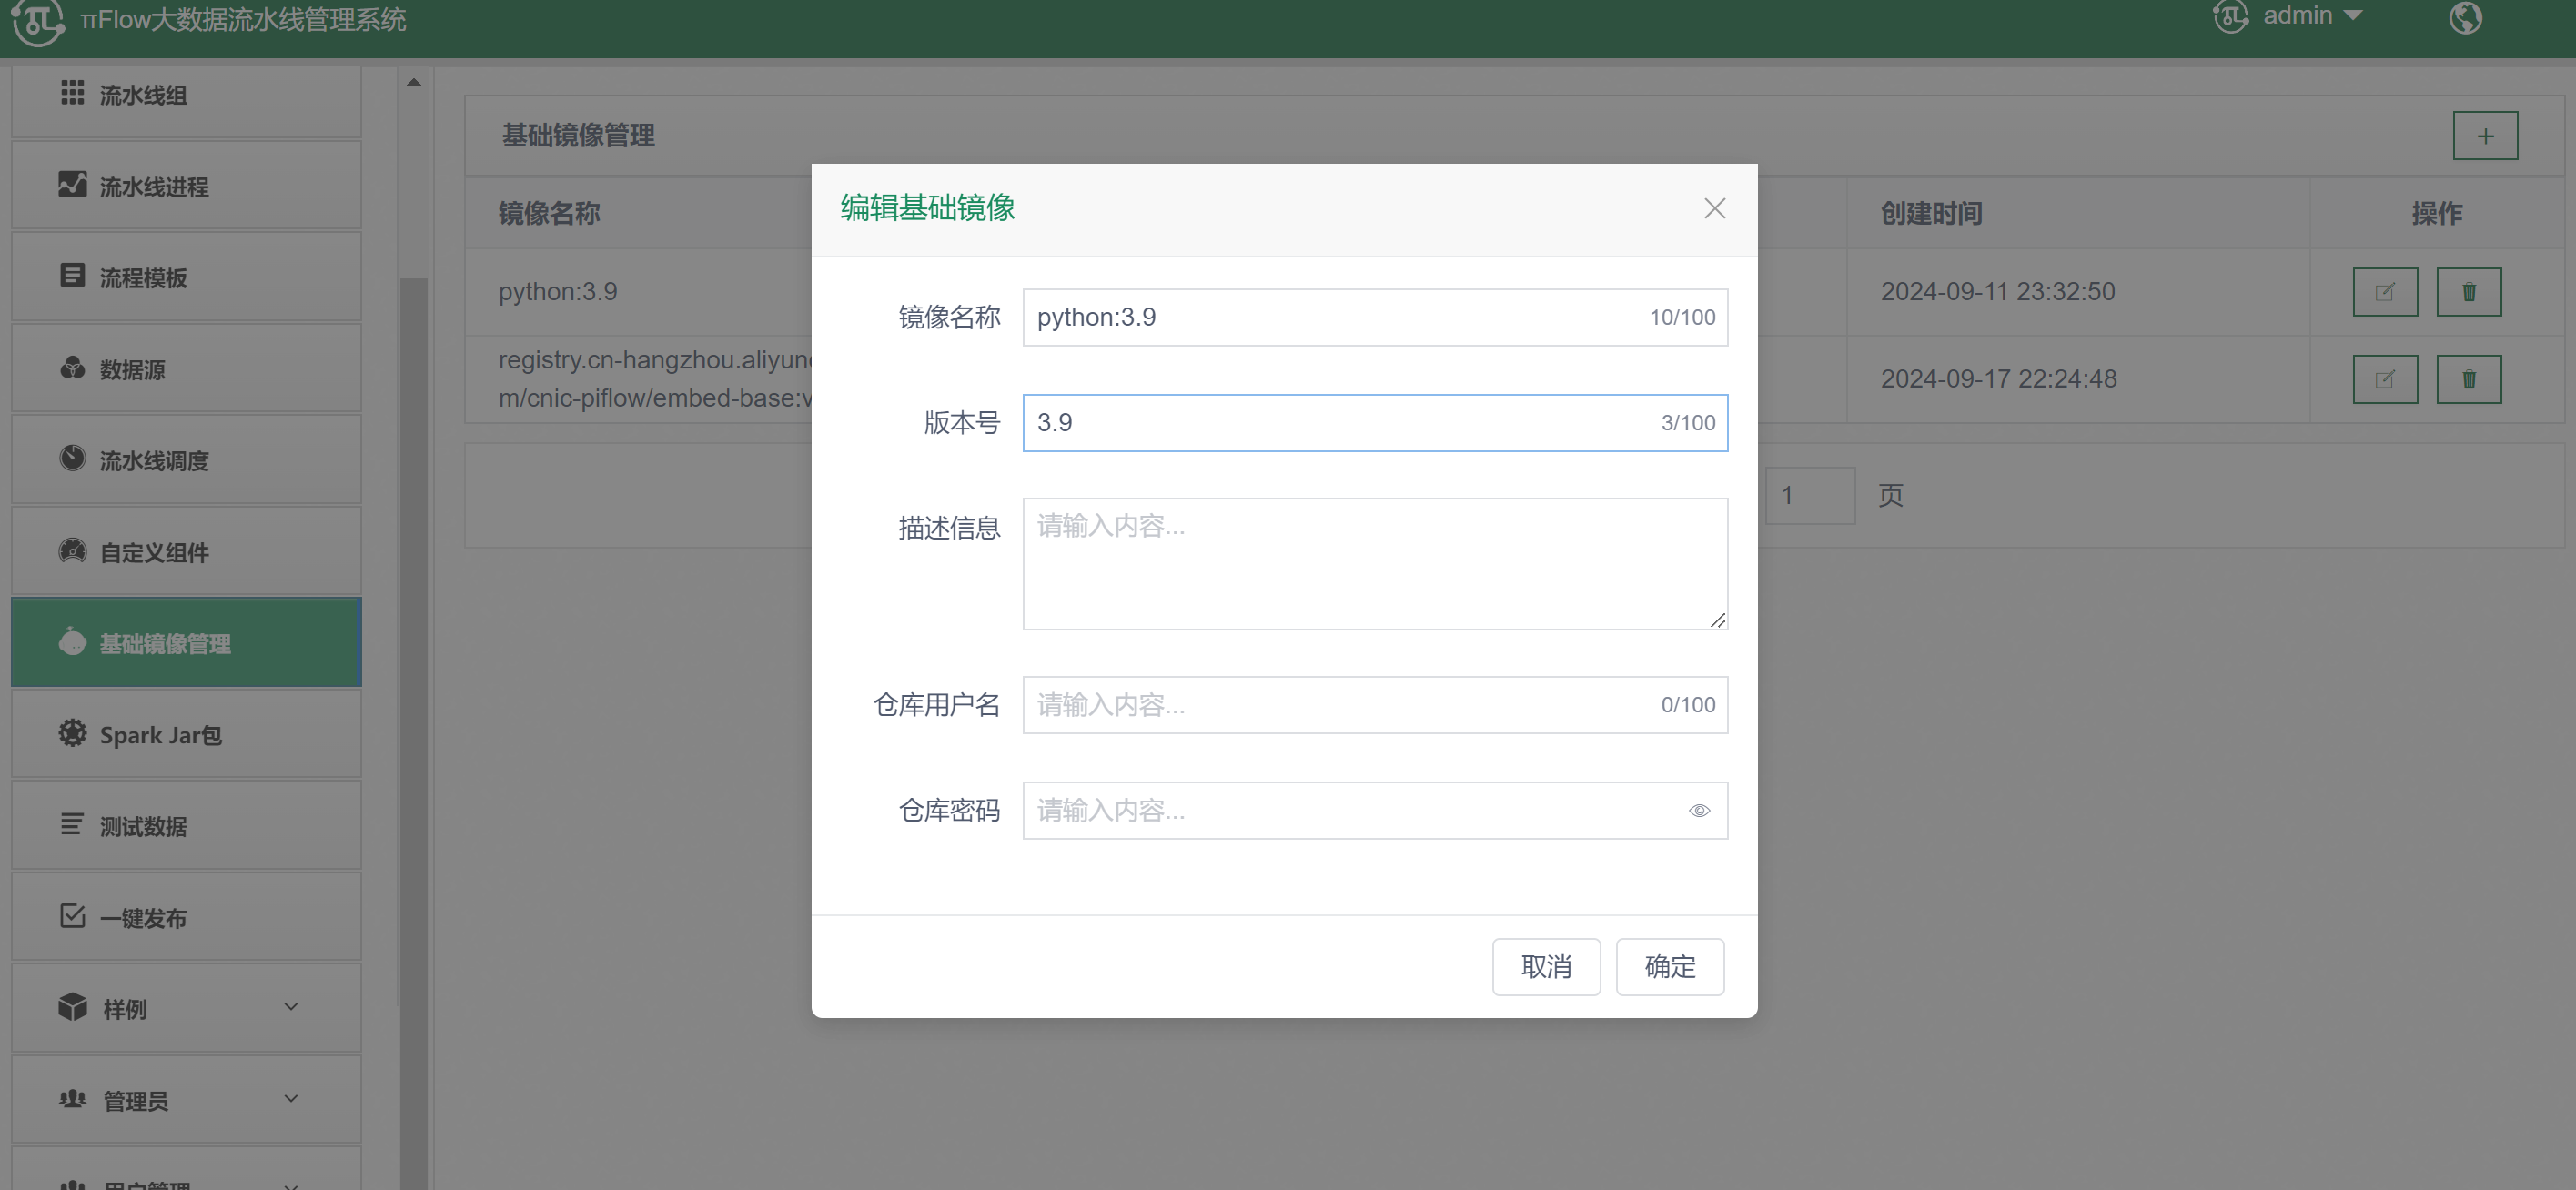 πFlow大数据流水线管理系统
admin
流水线组
流水线进程
流程模板
数据源
流水线调度
自定义组件
基础镜像管理
Spark Jar包
测试数据
一键发布
样例
管理员
用户管理
基础镜像管理
+
镜像名称
创建时间
操作
python:3.9
2024-09-11 23:32:50
registry.cn-hangzhou.aliyun
m/cnic-piflow/embed-base:v
2024-09-17 22:24:48
1
页
编辑基础镜像
镜像名称
python:3.9
10/100
版本号
3.9
3/100
描述信息
请输入内容...
仓库用户名
请输入内容...
0/100
仓库密码
请输入内容...
取消
确定